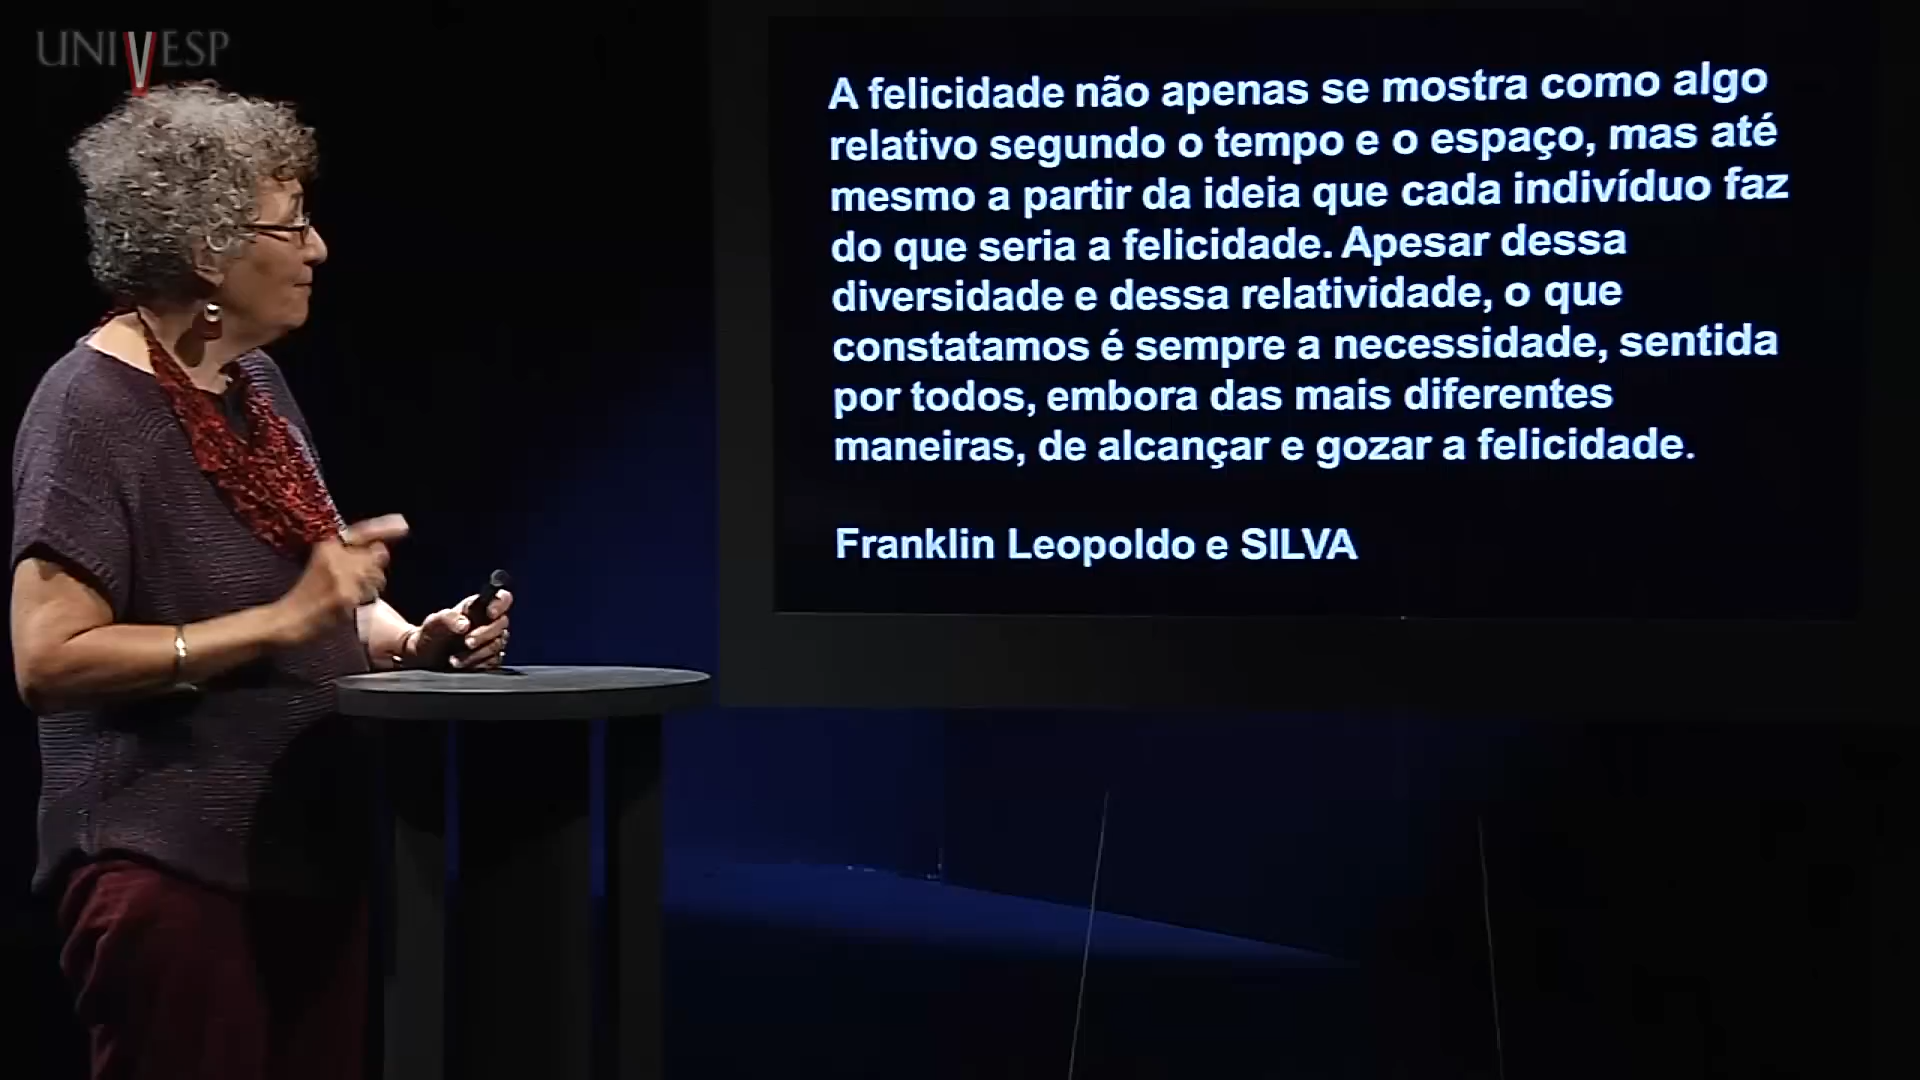 UNIVESP
A felicidade não apenas se mostra como algo
relativo segundo o tempo e o espaço, mas até
mesmo a partir da ideia que cada indivíduo faz
do que seria a felicidade. Apesar dessa
diversidade e dessa relatividade, o que
constatamos é sempre a necessidade, sentida
por todos, embora das mais diferentes
maneiras, de alcançar e gozar a felicidade.
Franklin Leopoldo e SILVA